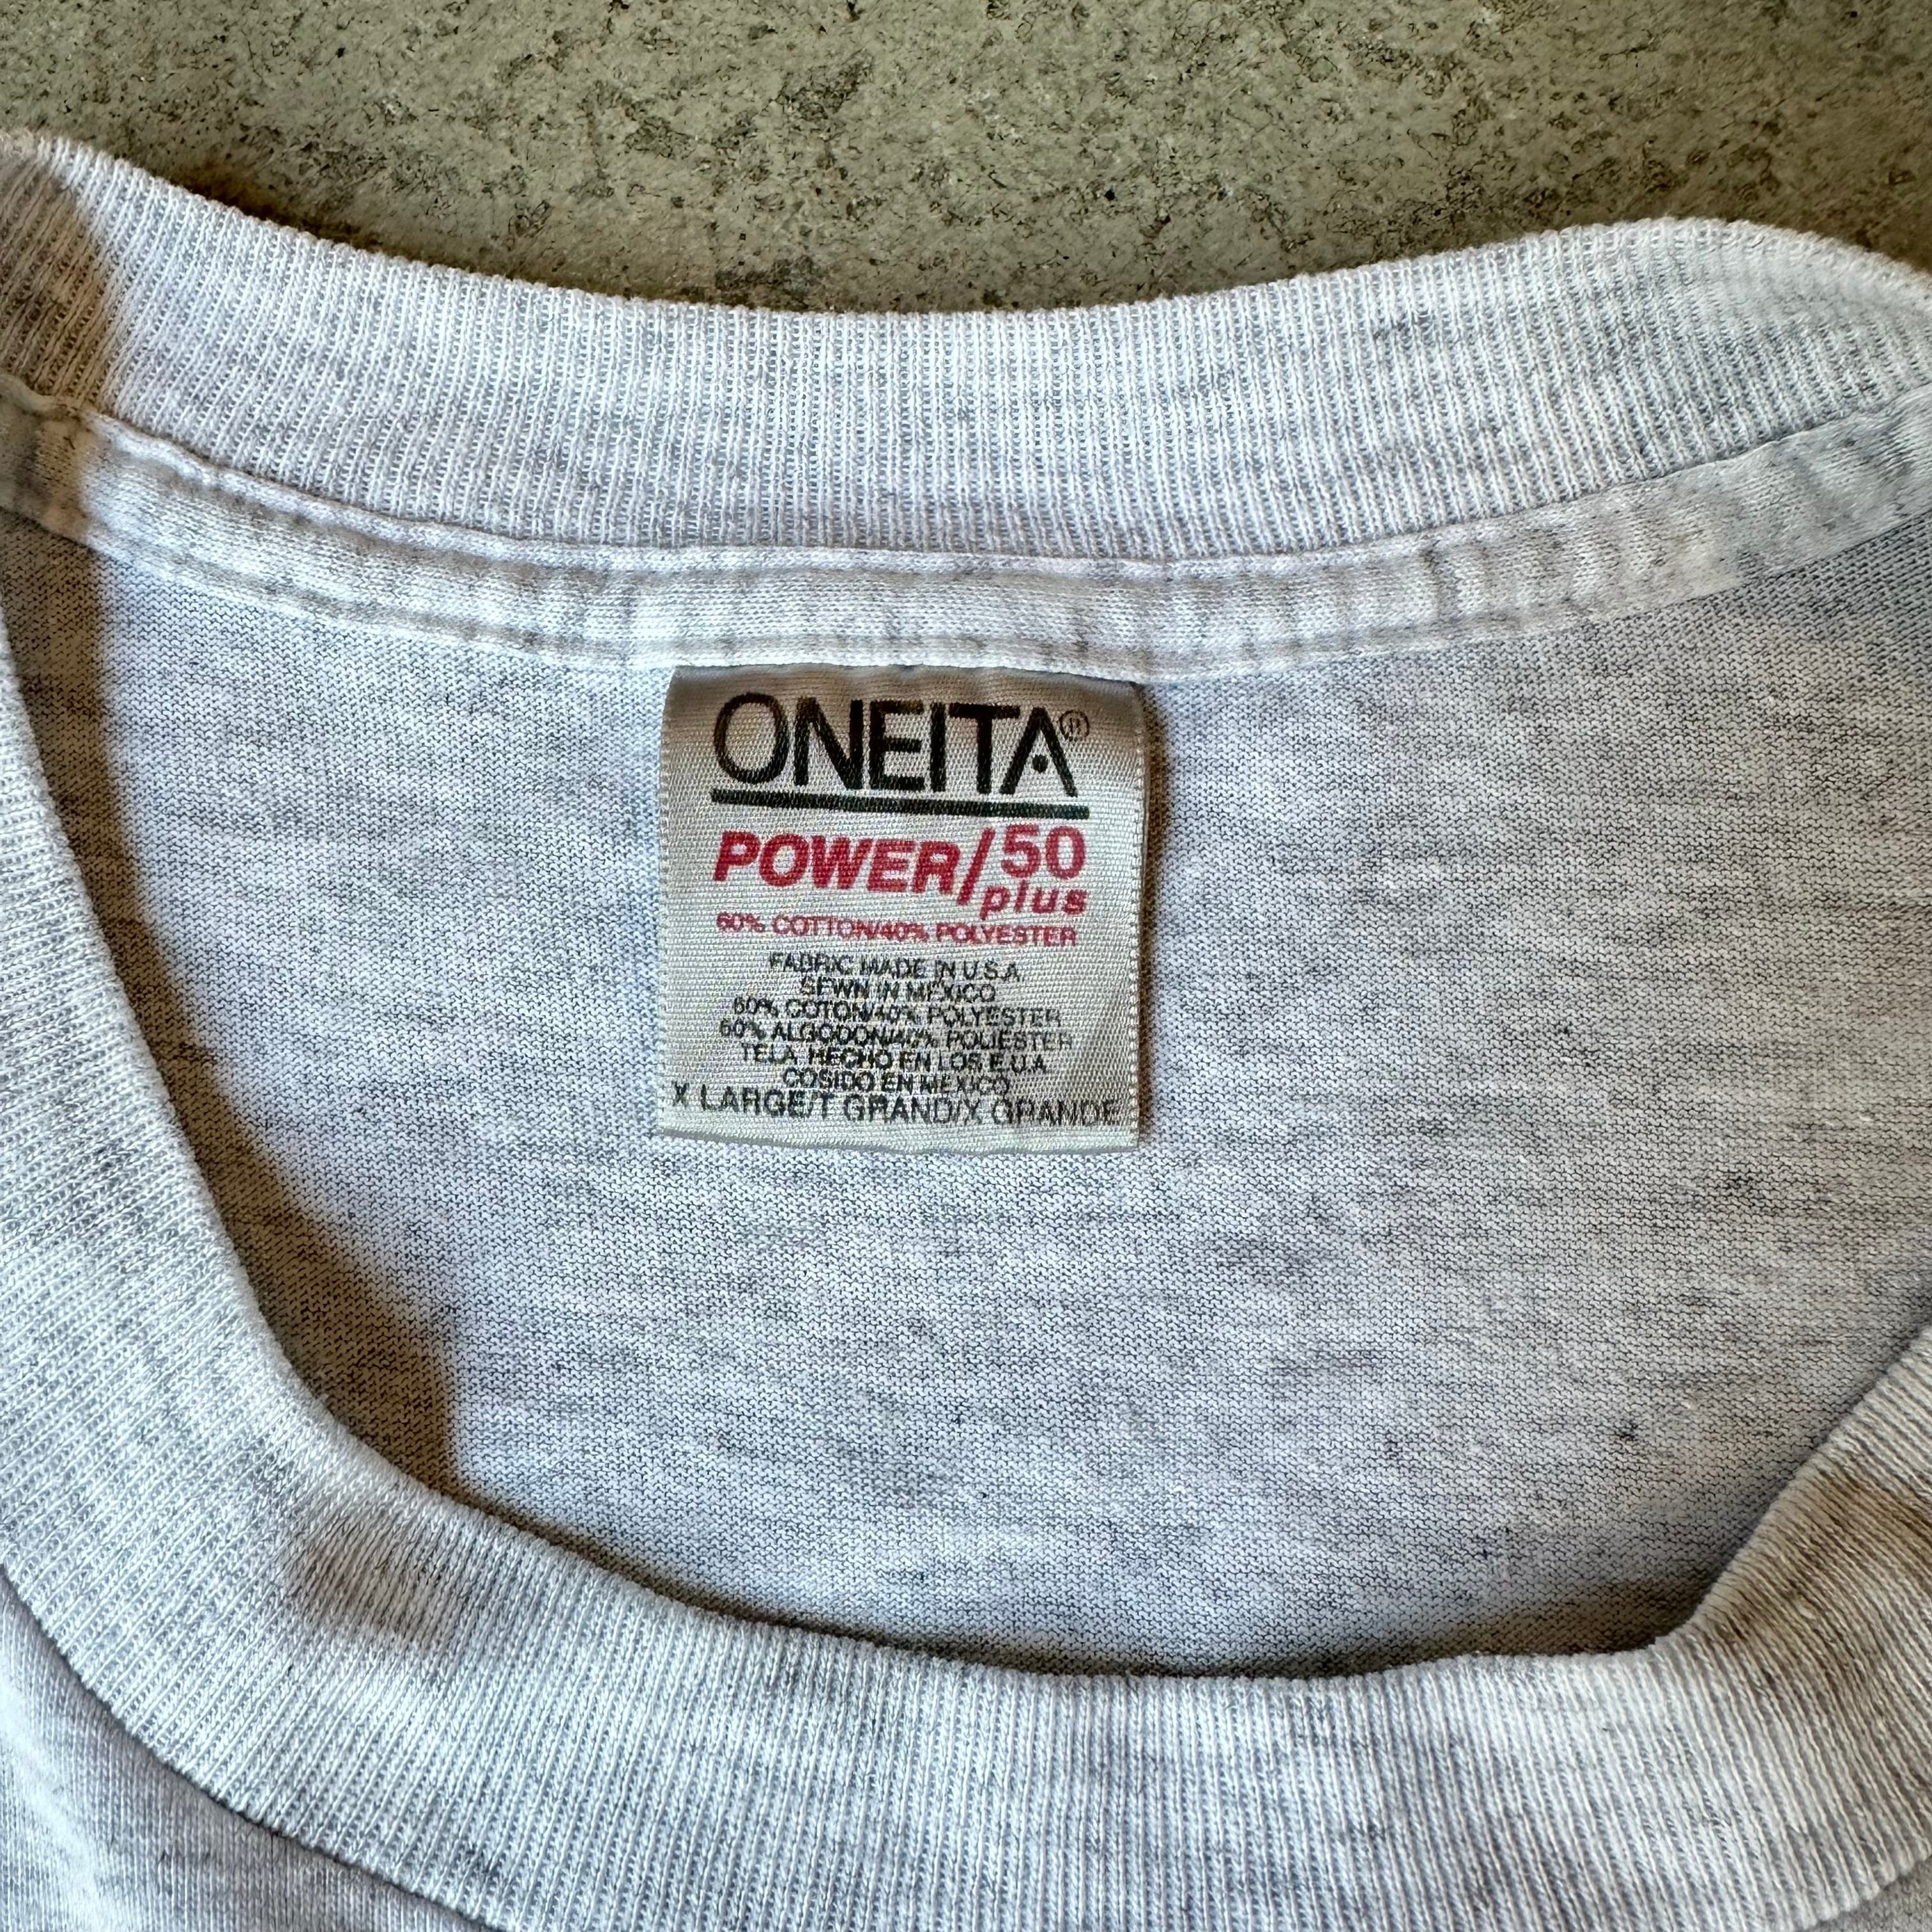 ONEITA®
POWER/50
plus
60% COTTON/40% POLYESTER
FABRIC MADE IN U.S.A.
SEWN IN MEXICO
60% COTON/40% POLYESTER
60% ALGODON/40% POLIESTER
TELA HECHO EN LOS E.U.A.
COSIDO EN MEXICO
X LARGE/T GRAND/X GRANDE